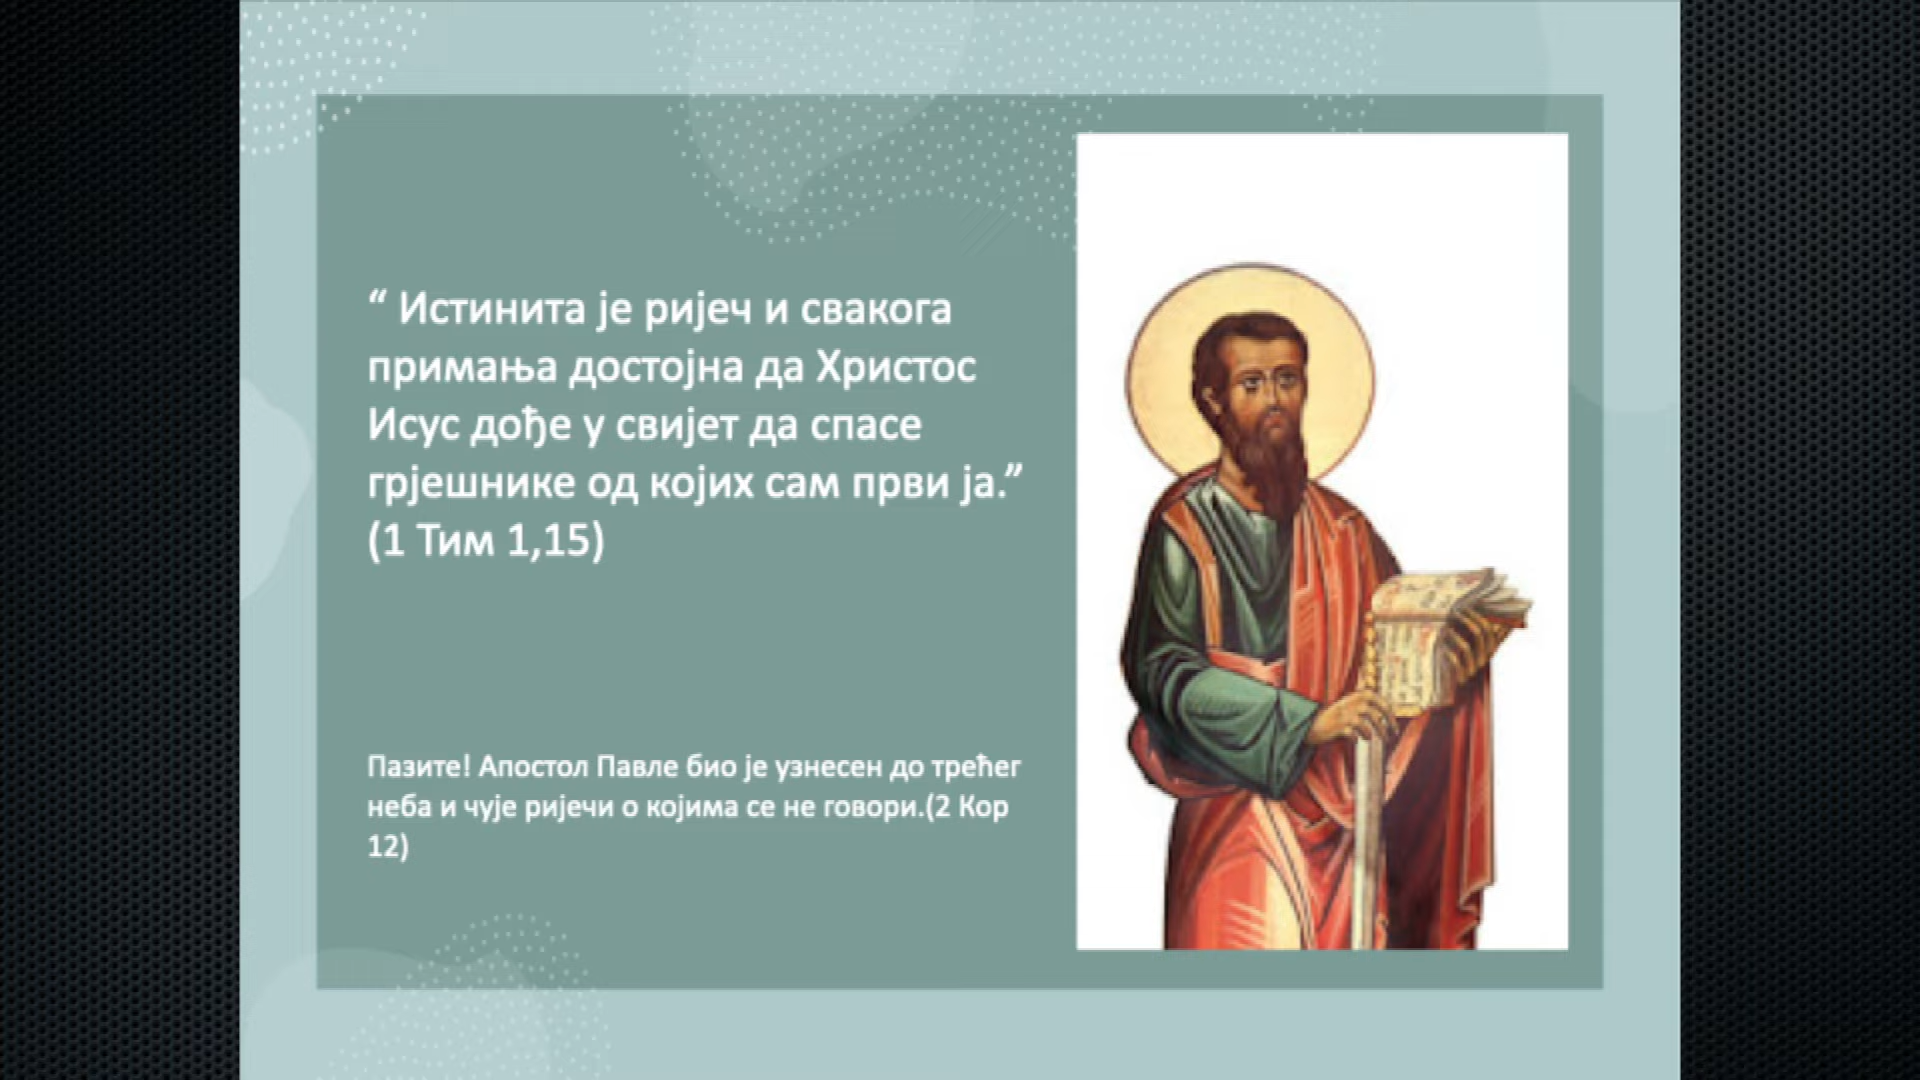 “ Истинита је ријеч и свакога
примања достојна да Христос
Исус дође у свијет да спасе
грјешнике од којих сам први ја.”
(1 Тим 1,15)
Пазите! Апостол Павле био је узнесен до трећег
неба и чује ријечи о којима се не говори.(2 Кор
12)